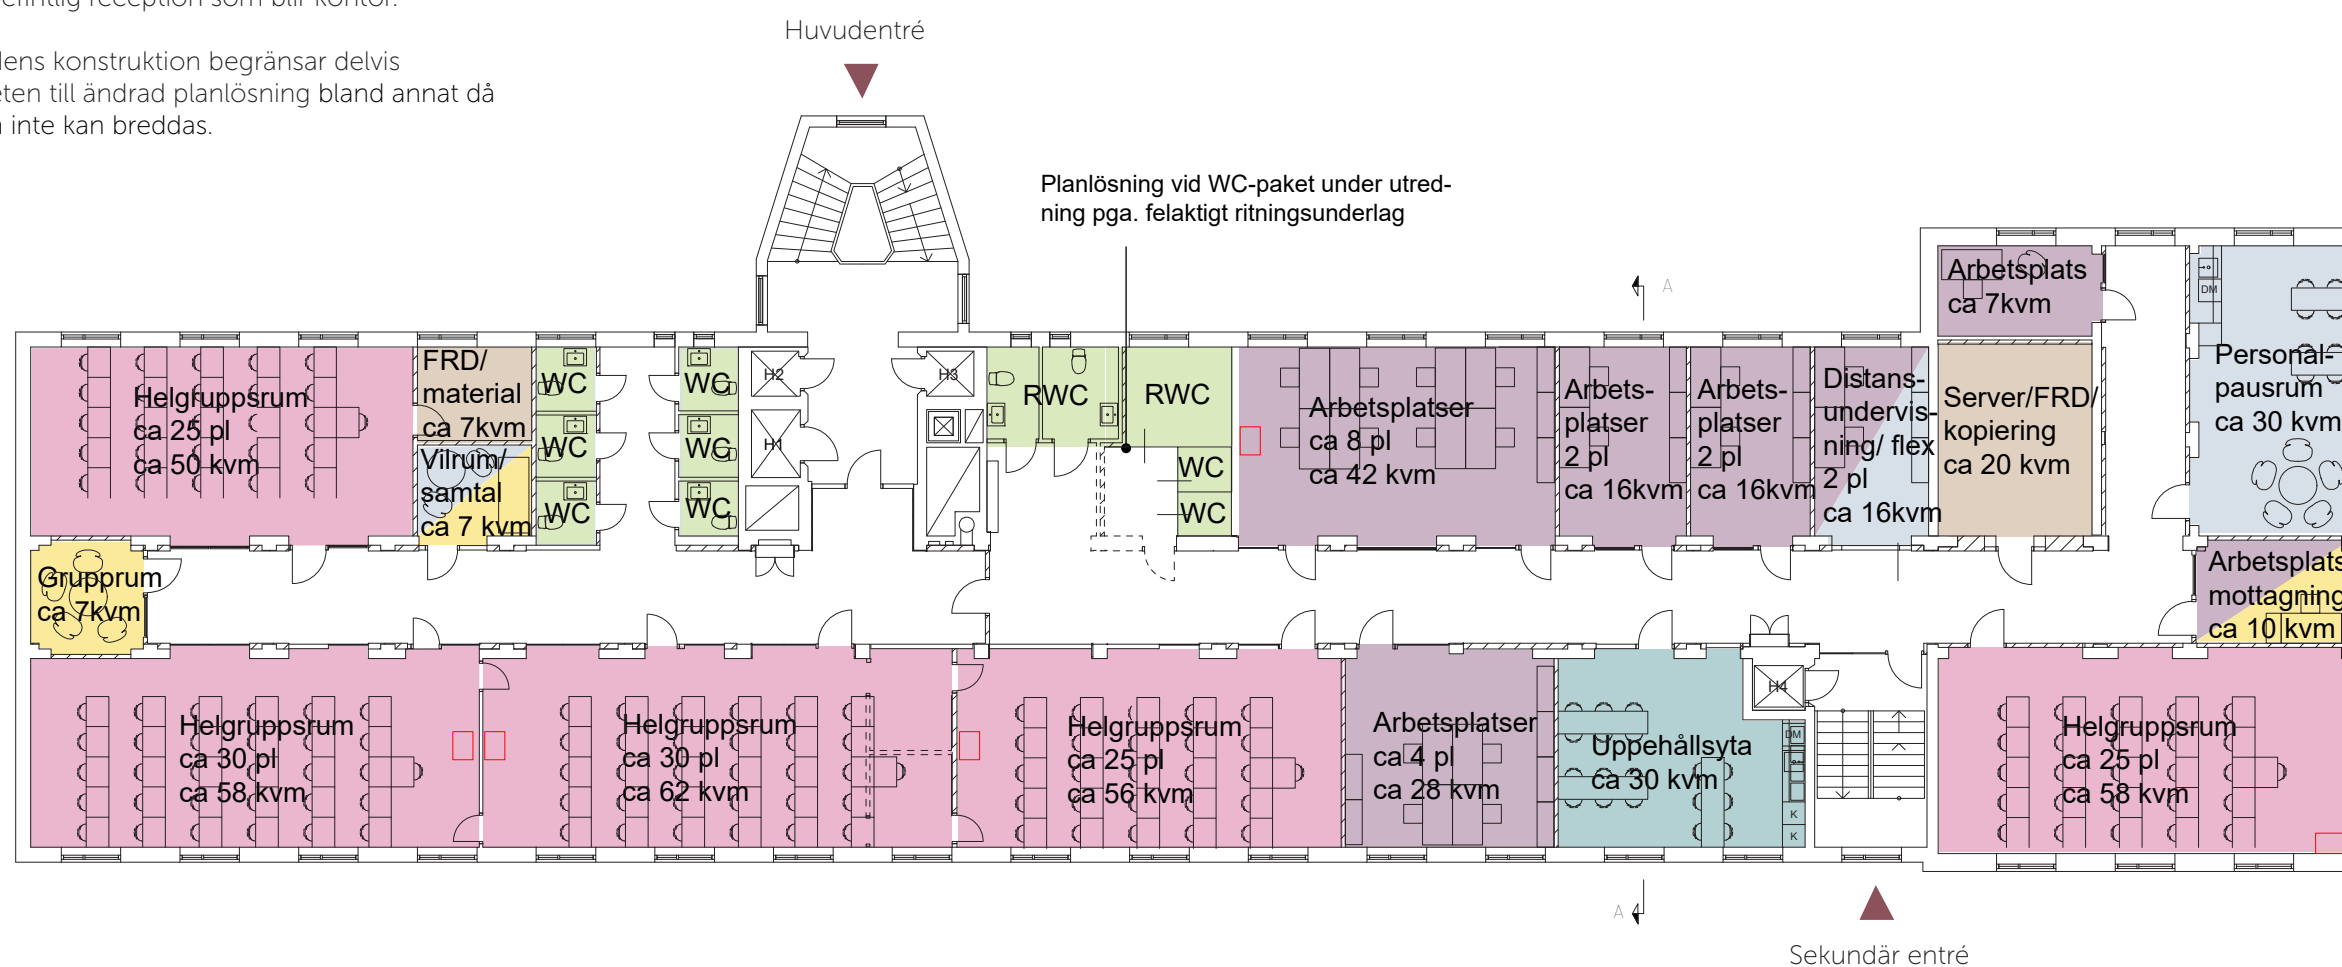 reception som blir kontor.
konstruktion begränsar delvis
till ändrad planlösning bland annat då
inte kan breddas.
Huvudentré
Planlösning vid WC-paket under utred-
ning pga. felaktigt ritningsunderlag
A
Helgruppsrum
ca 25 pl
ca 50 kvm
FRD/
material
ca 7kvm
Vilrum/
samtal
ca 7 kvm
WC
WC
WC
WC
WC
WC
H2
H1
H3
RWC
RWC
WC
WC
Arbetsplatser
ca 8 pl
ca 42 kvm
Arbets-
platser
2 pl
ca 16kvm
Arbets-
platser
2 pl
ca 16kvm
Distans-
undervis-
ning/ flex
2 pl
ca 16kvm
Arbetsplats
ca 7kvm
Server/FRD/
kopiering
ca 20 kvm
DM
Personal-
pausrum
ca 30 kvm
Grupprum
ca 7kvm
Arbetsplats
mottagning
ca 10 kvm
Helgruppsrum
ca 30 pl
ca 58 kvm
Helgruppsrum
ca 30 pl
ca 62 kvm
Helgruppsrum
ca 25 pl
ca 56 kvm
Arbetsplatser
ca 4 pl
ca 28 kvm
Uppehållsyta
ca 30 kvm
H4
DM
K
K
Helgruppsrum
ca 25 pl
ca 58 kvm
A
Sekundär entré